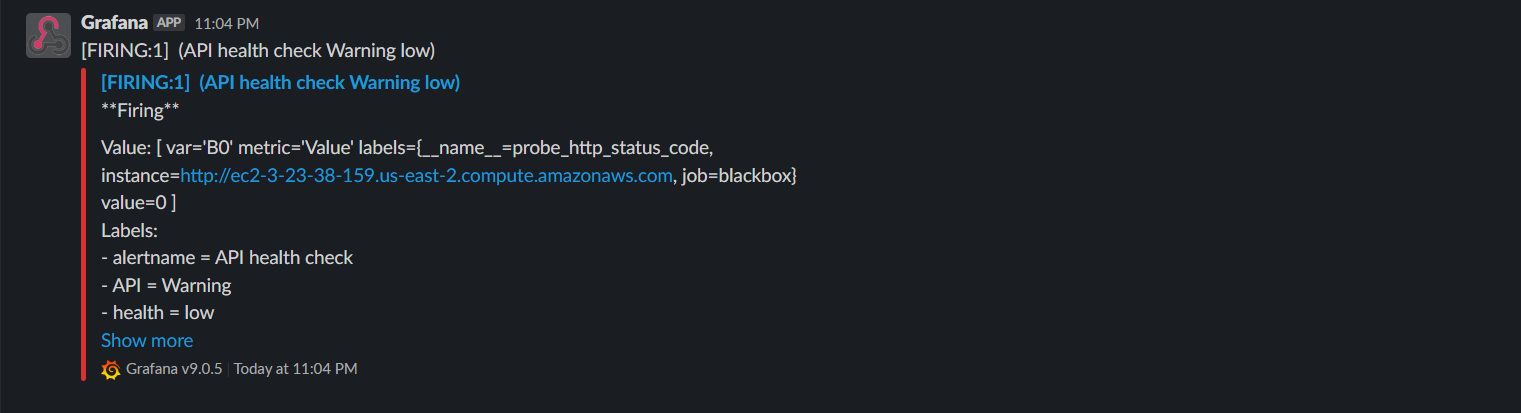 Grafana APP 11:04 PM
[FIRING:1] (API health check Warning low)
[FIRING:1] (API health check Warning low)
**Firing**
Value: [ var='B0' metric='Value' labels={__name__=probe_http_status_code,
instance=http://ec2-3-23-38-159.us-east-2.compute.amazonaws.com, job=blackbox}
value=0 ]
Labels:
- alertname = API health check
- API = Warning
- health = low
Show more
Grafana v9.0.5 | Today at 11:04 PM